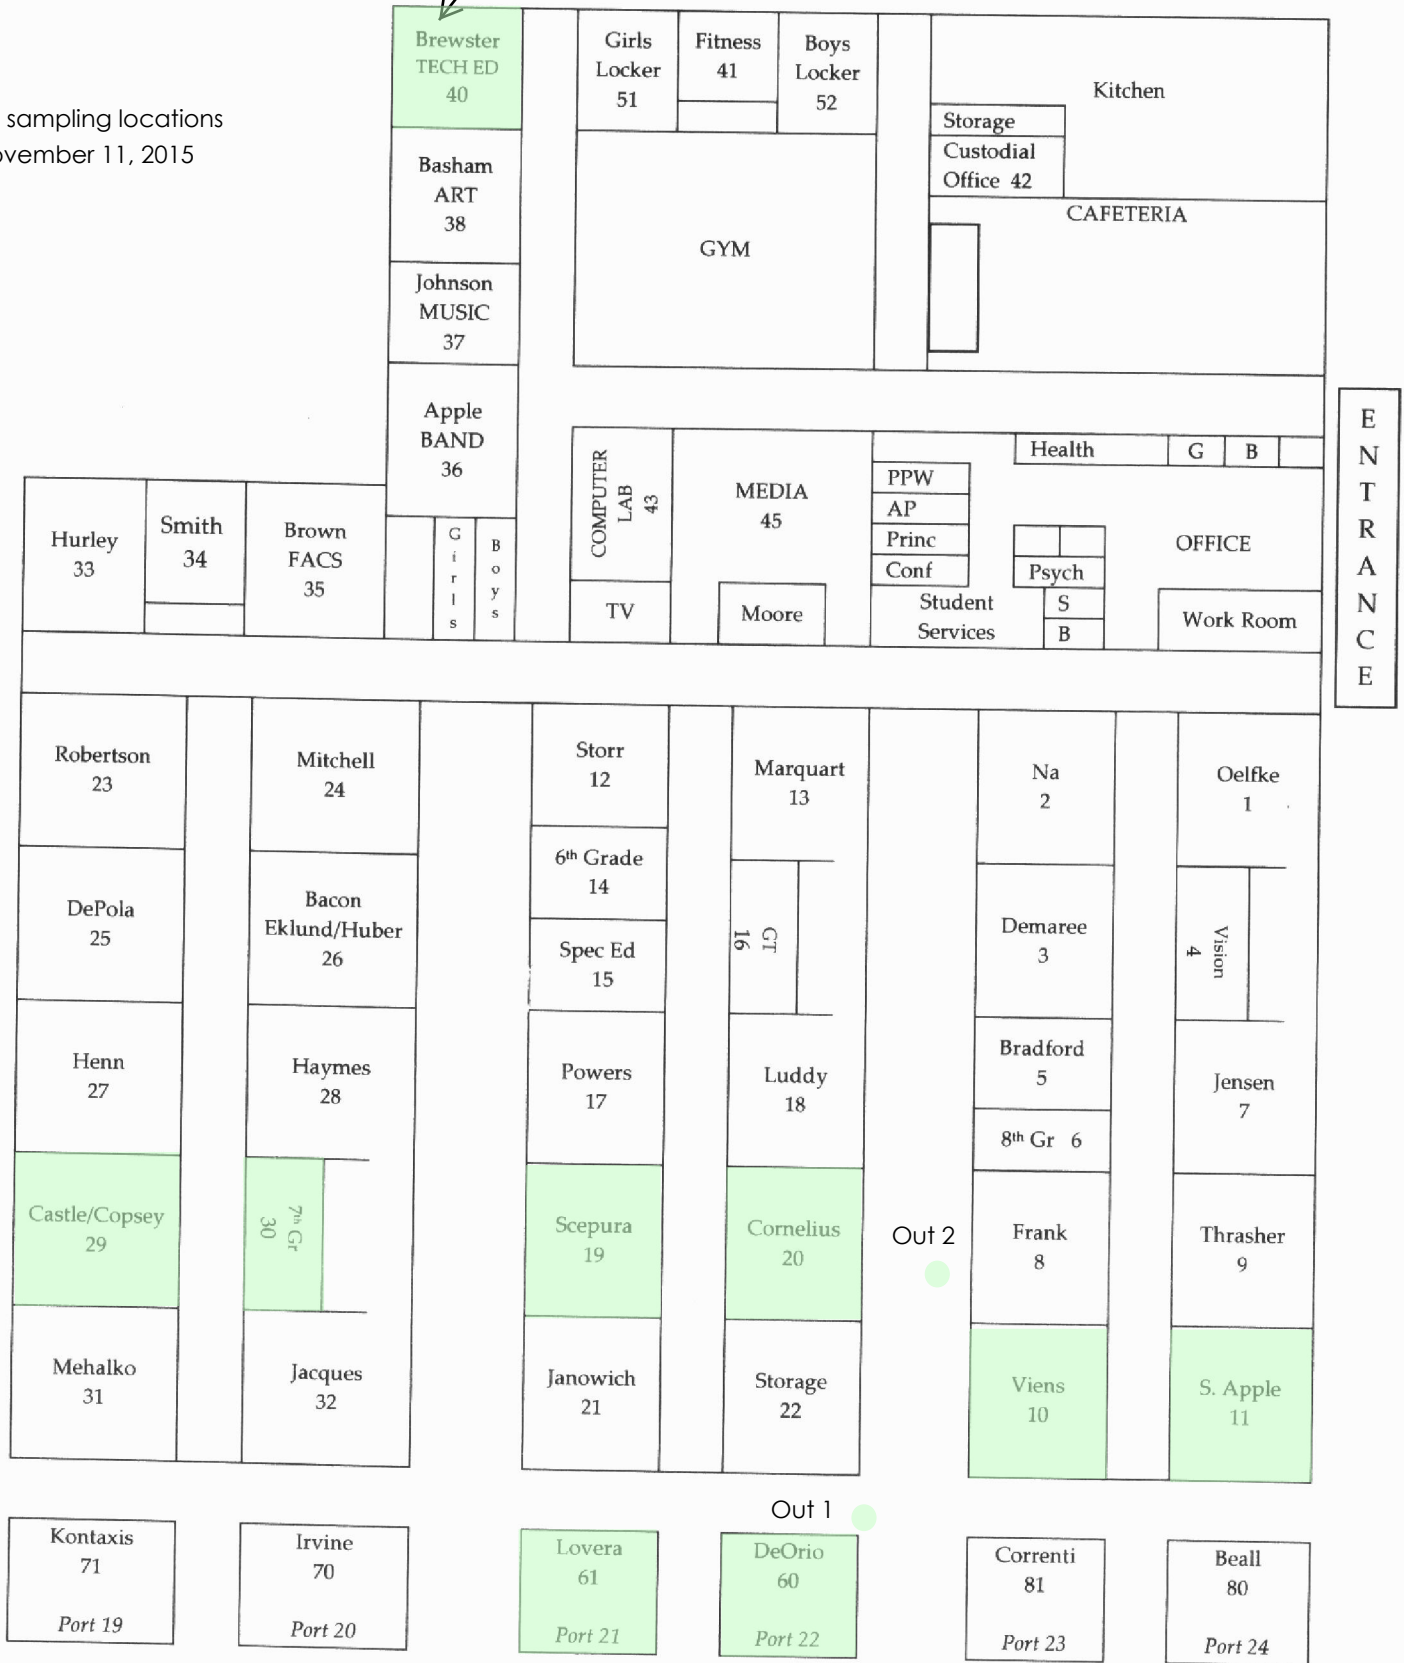 sampling locations
vember 11, 2015
Brewster
TECH ED
40
Girls
Locker
51
Fitness
41
Boys
Locker
52
Kitchen
Storage
Custodial
Office 42
CAFETERIA
Basham
ART
38
GYM
Johnson
MUSIC
37
Apple
BAND
36
Girls
Boys
COMPUTER
LAB
43
TV
MEDIA
45
Moore
PPW
AP
Princ
Conf
Student
Services
Health
G
B
Psych
S
B
OFFICE
Work Room
ENTRANCE
Hurley
33
Smith
34
Brown
FACS
35
Robertson
23
Mitchell
24
Storr
12
Marquart
13
Na
2
Oelfke
1
DePola
25
Bacon
Eklund/Huber
26
6th Grade
14
Spec Ed
15
GT
16
Demaree
3
Vision
4
Henn
27
Haymes
28
Powers
17
Luddy
18
Bradford
5
8th Gr 6
Jensen
7
Castle/Copsey
29
7th Gr
30
Scepura
19
Cornelius
20
Out 2
Frank
8
Thrasher
9
Mehalko
31
Jacques
32
Janowich
21
Storage
22
Viens
10
S. Apple
11
Out 1
Kontaxis
71
Port 19
Irvine
70
Port 20
Lovera
61
Port 21
DeOrio
60
Port 22
Correnti
81
Port 23
Beall
80
Port 24